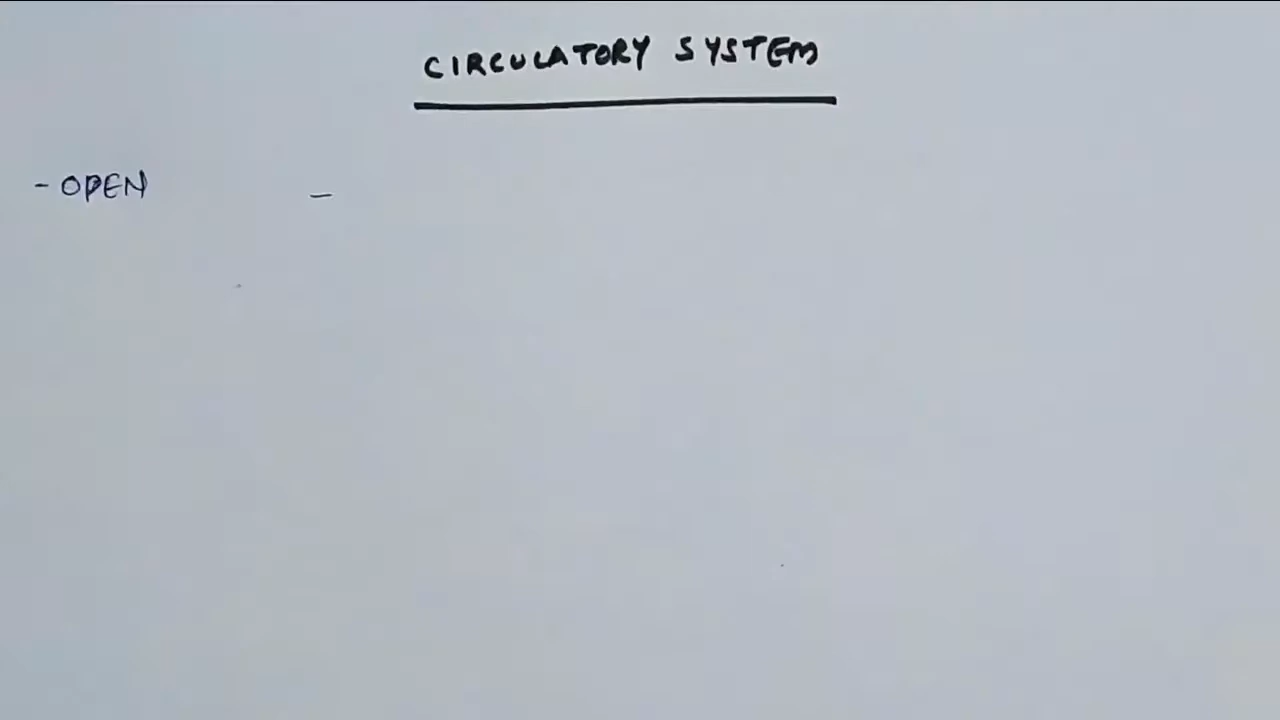 CIRCULATORY SYSTEM
- OPEN –